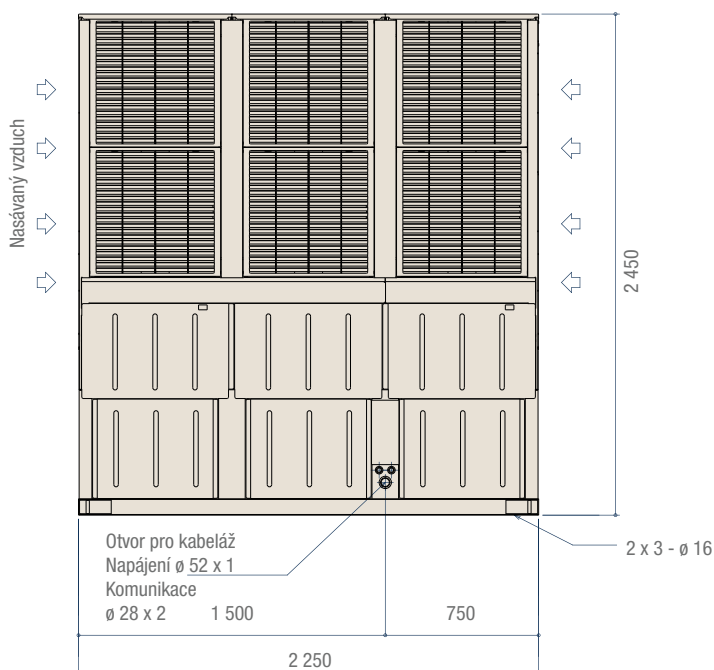 Nasávaný vzduch
2 450
Otvor pro kabeláž
Napájení ø 52 x 1
Komunikace
ø 28 x 2
2 x 3 - ø 16
1 500
750
2 250